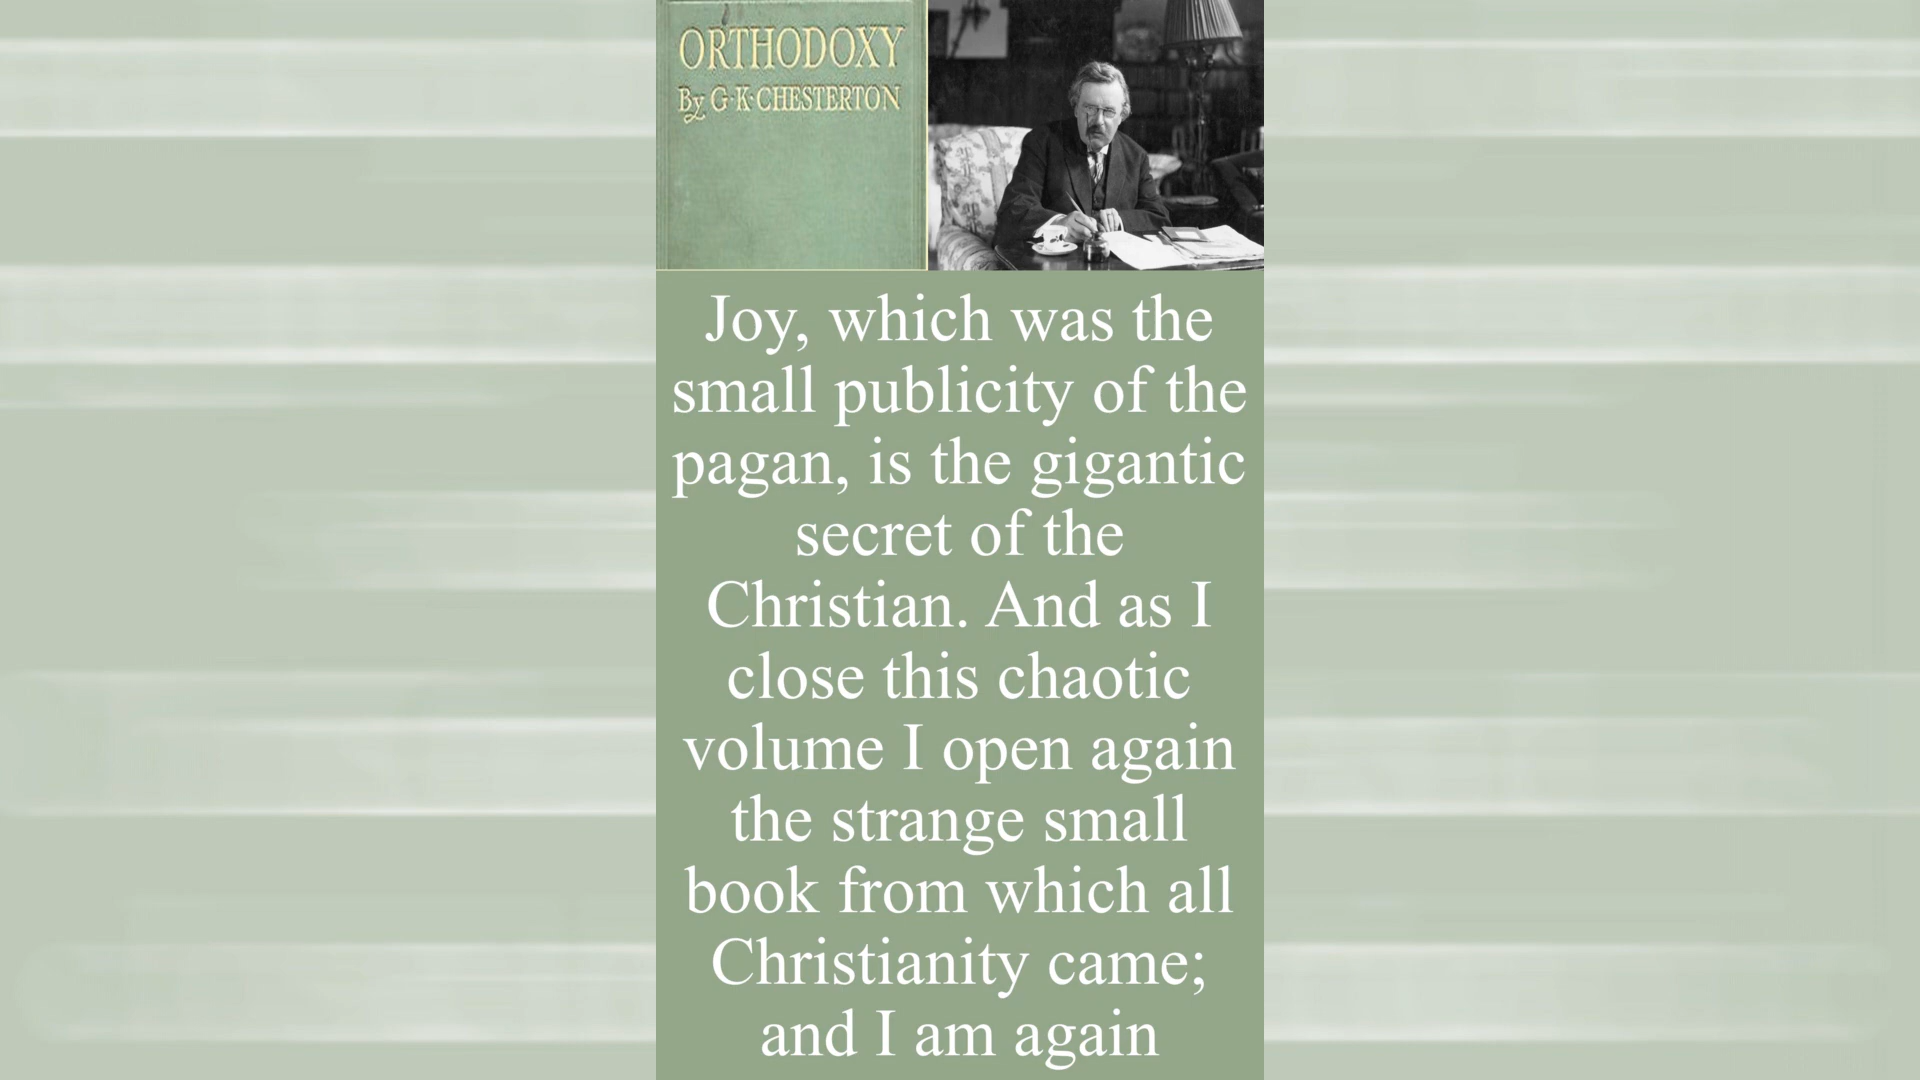 ORTHODOXY
By G·K·CHESTERTON
Joy, which was the
small publicity of the
pagan, is the gigantic
secret of the
Christian. And as I
close this chaotic
volume I open again
the strange small
book from which all
Christianity came;
and I am again